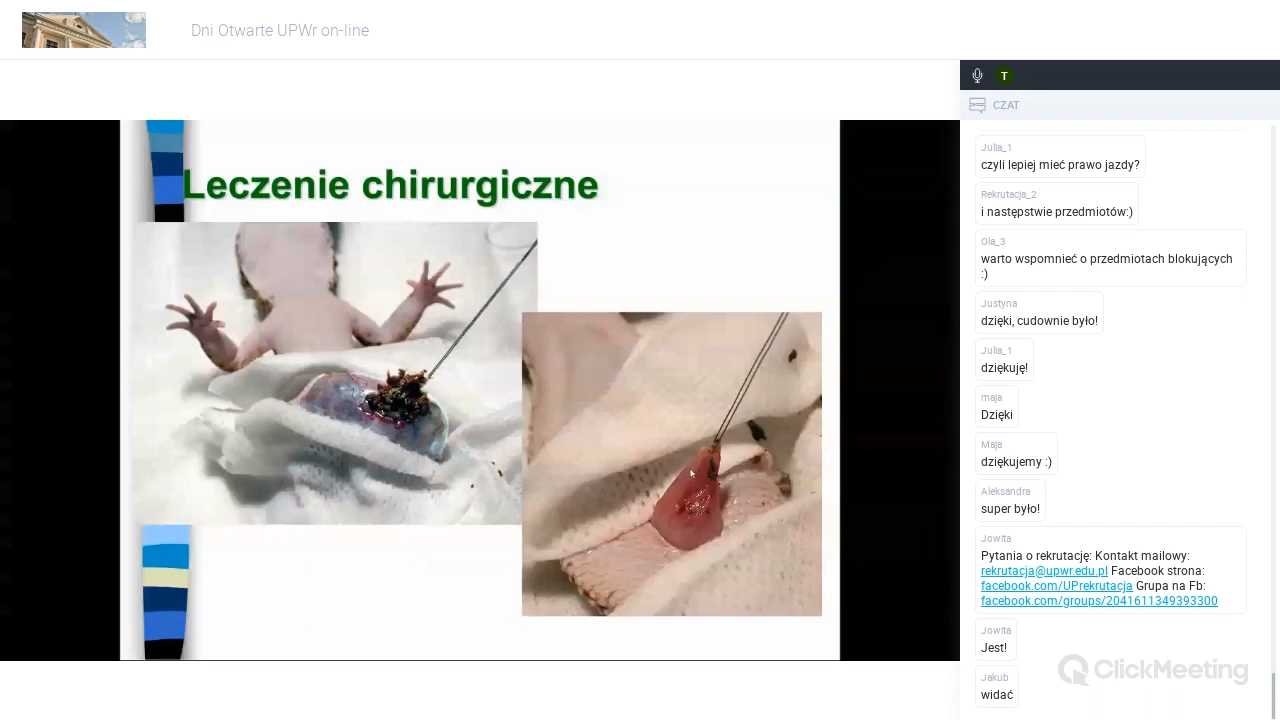 Dni Otwarte UPWr on-line
T
CZAT
Leczenie chirurgiczne
Julia_1
czyli lepiej mieć prawo jazdy?
Rekrutacja_2
i następstwie przedmiotów:)
Ola_3
warto wspomnieć o przedmiotach blokujących
:)
Justyna
dzięki, cudownie było!
Julia_1
dziękuję!
maja
Dzięki
Maja
dziękujemy :)
Aleksandra
super było!
Jowita
Pytania o rekrutację: Kontakt mailowy:
rekrutacja@upwr.edu.pl Facebook strona:
facebook.com/UPrekrutacja Grupa na Fb:
facebook.com/groups/2041611349393300
Jowita
Jest!
Jakub
widać
ClickMeeting